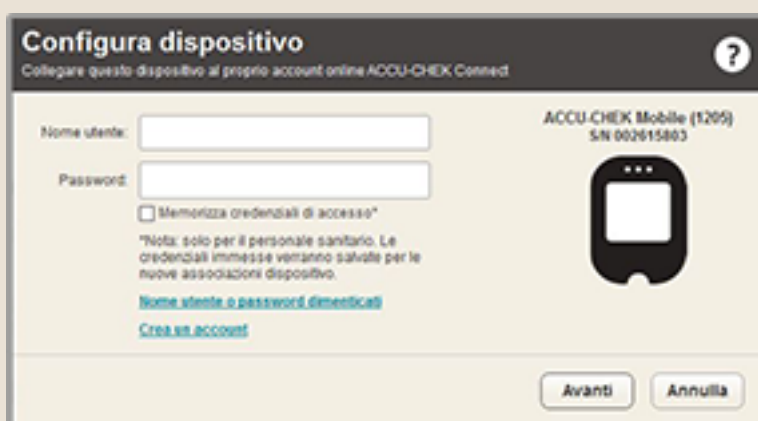 Configura dispositivo
Collegare questo dispositivo al proprio account online ACCU-CHEK Connect
?
Nome utente:
Password:
Memorizza credenziali di accesso*
*Nota: solo per il personale sanitario. Le
credenziali immesse verranno salvate per le
nuove associazioni dispositivo.
Nome utente o password dimenticati
Crea un account
ACCU-CHEK Mobile (1205)
S/N 002615803
Avanti
Annulla